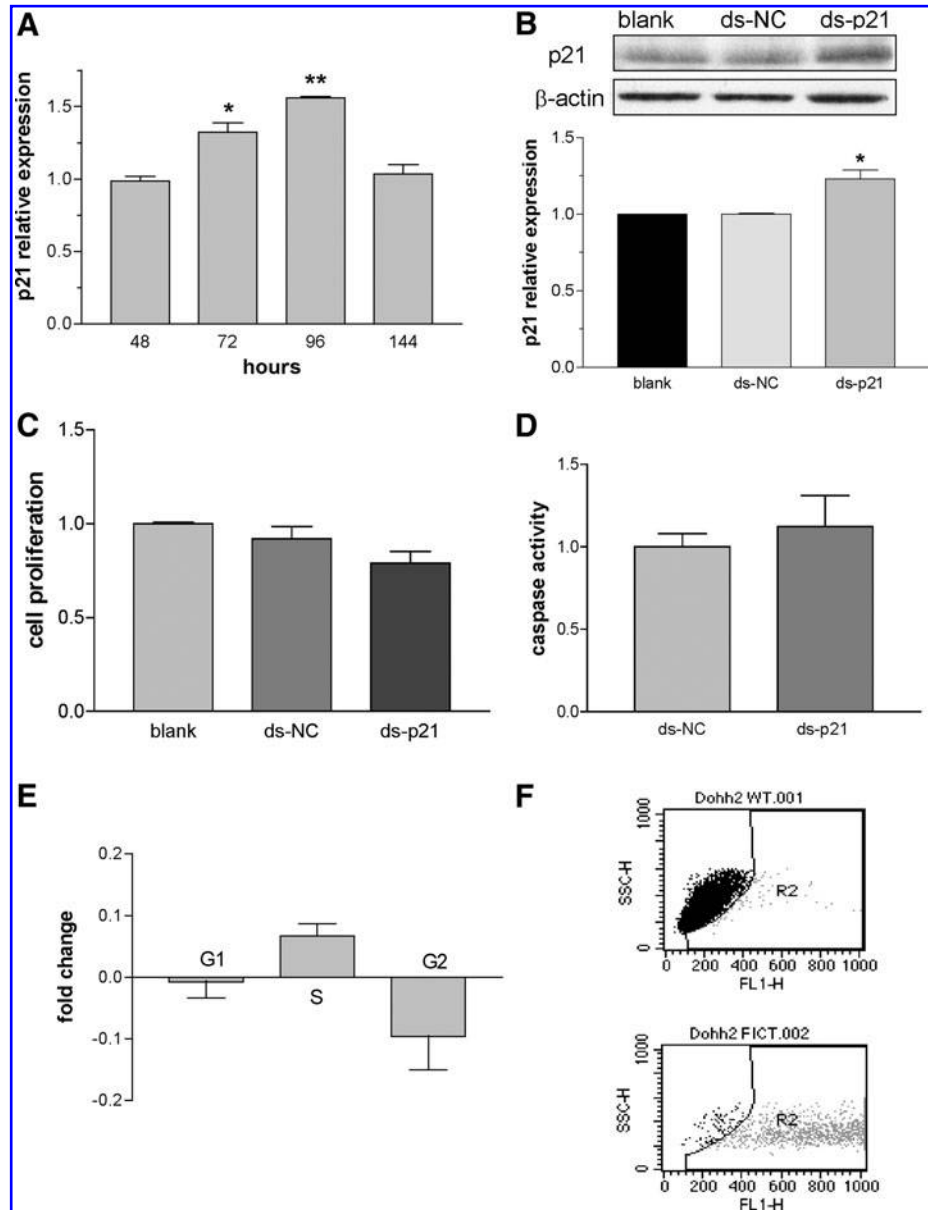 A
p21 relative expression
1.5
1.0
0.5
0.0
*
**
48 72 96 144
hours
B
blank ds-NC ds-p21
p21
β-actin
p21 relative expression
1.5
1.0
0.5
0.0
*
blank ds-NC ds-p21
C
cell proliferation
1.5
1.0
0.5
0.0
blank ds-NC ds-p21
D
caspase activity
1.5
1.0
0.5
0.0
ds-NC ds-p21
E
fold change
0.2
0.1
0.0
-0.1
-0.2
G1
S
G2
F
Dohh2 WT.001
SSC-H
1000
0
R2
0 200 400 600 800 1000
FL1-H
Dohh2 FICT.002
SSC-H
1000
0
R2
0 200 400 600 800 1000
FL1-H